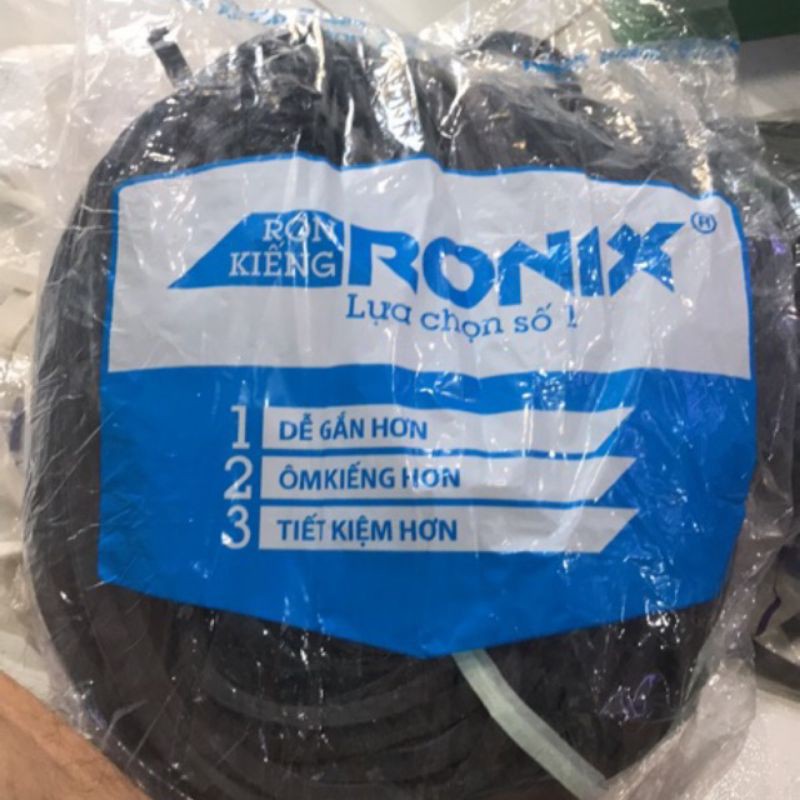 RON
KIẾNG
RONIX®
Lựa chọn số 1
1 DỄ GẮN HƠN
2 ÔMKIẾNG HƠN
3 TIẾT KIỆM HƠN